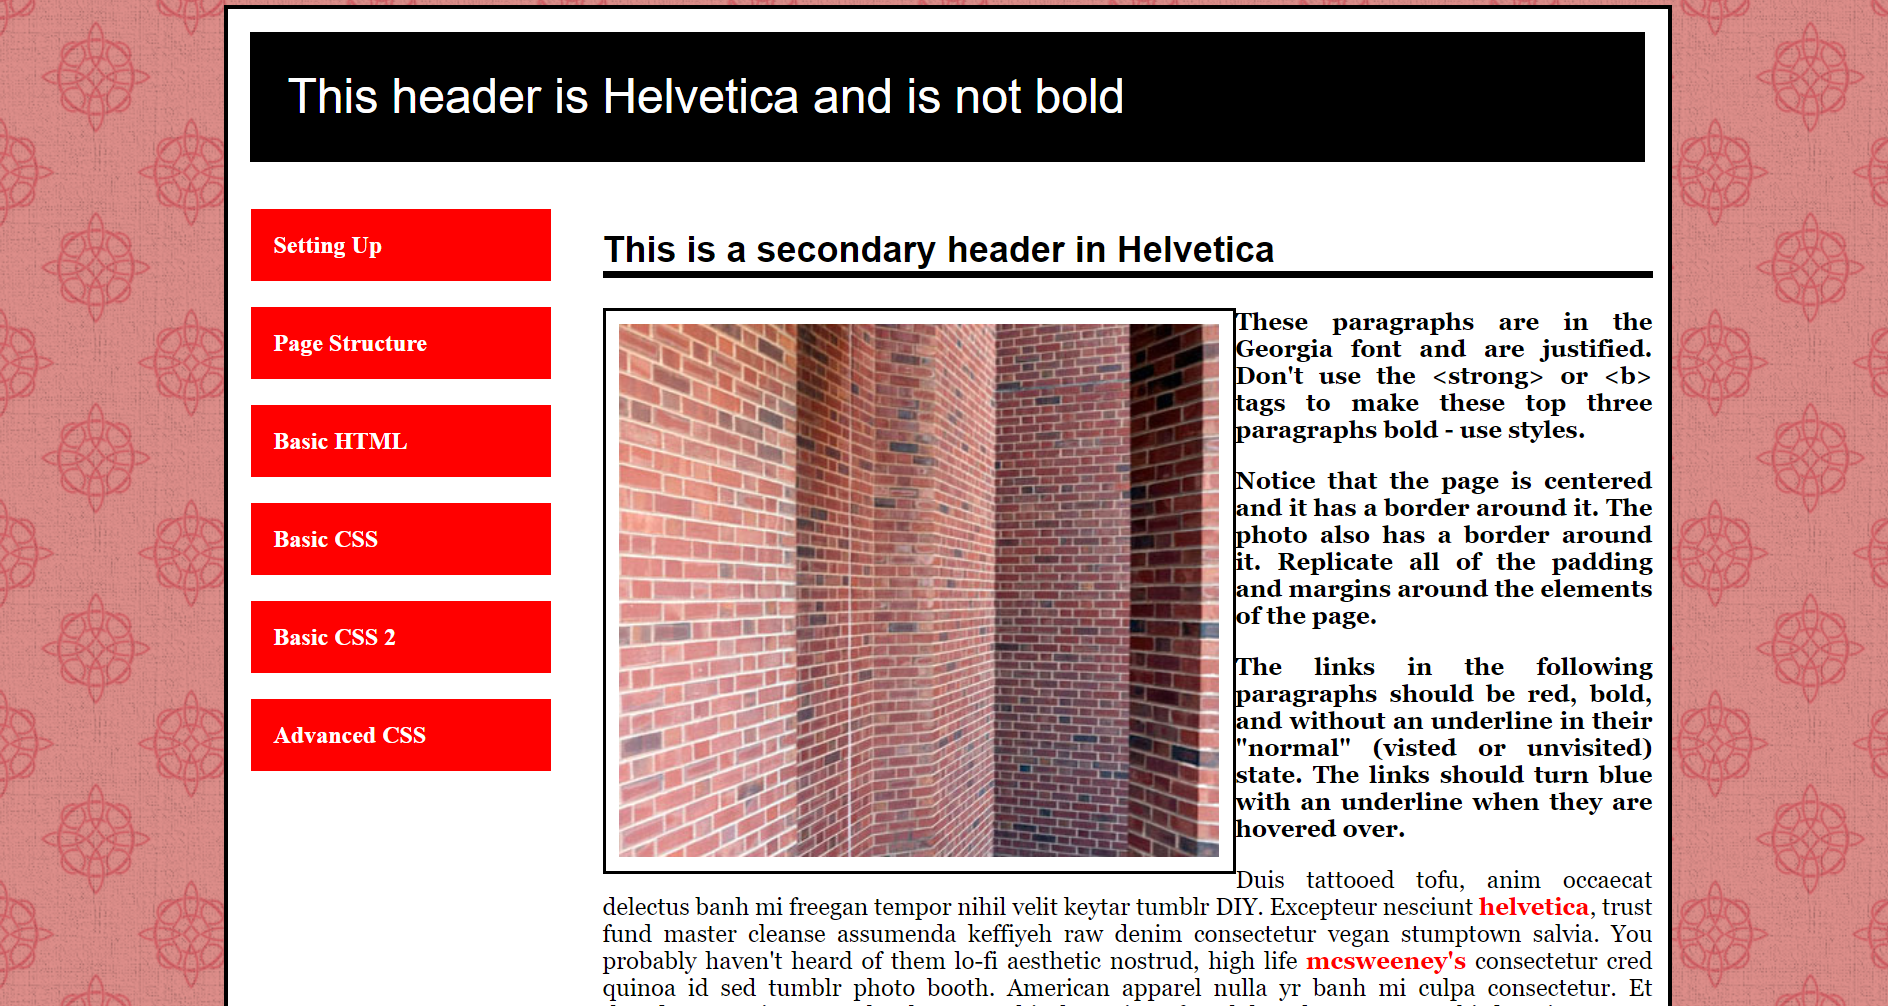 This header is Helvetica and is not bold
Setting Up
Page Structure
Basic HTML
Basic CSS
Basic CSS 2
Advanced CSS
This is a secondary header in Helvetica
These paragraphs are in the
Georgia font and are justified.
Don't use the <strong> or <b>
tags to make these top three
paragraphs bold - use styles.
Notice that the page is centered
and it has a border around it. The
photo also has a border around
it. Replicate all of the padding
and margins around the elements
of the page.
The links in the following
paragraphs should be red, bold,
and without an underline in their
"normal" (visted or unvisited)
state. The links should turn blue
with an underline when they are
hovered over.
Duis tattooed tofu, anim occaecat
delectus banh mi freegan tempor nihil velit keytar tumblr DIY. Excepteur nesciunt helvetica, trust
fund master cleanse assumenda keffiyeh raw denim consectetur vegan stumptown salvia. You
probably haven't heard of them lo-fi aesthetic nostrud, high life mcsweeney's consectetur cred
quinoa id sed tumblr photo booth. American apparel nulla yr banh mi culpa consectetur. Et